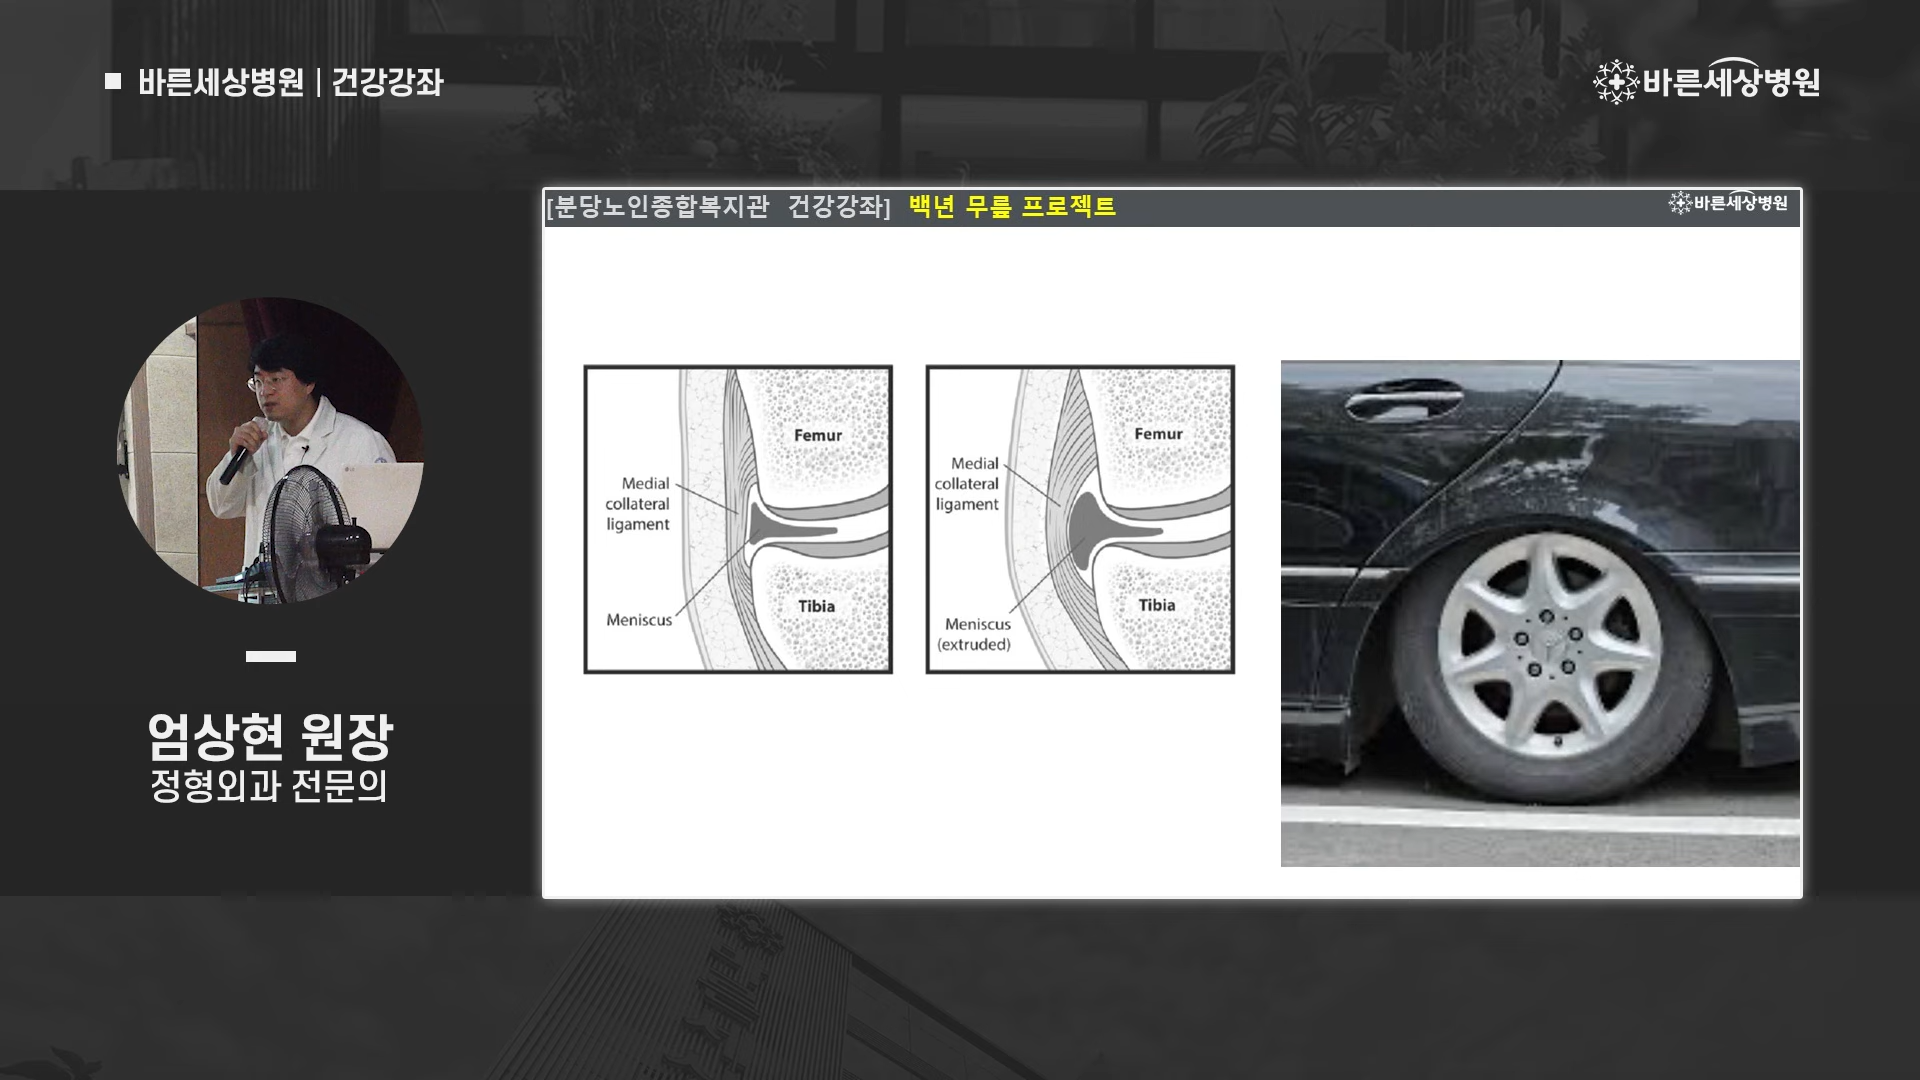 바른세상병원 | 건강강좌
바른세상병원
[분당노인종합복지관 건강강좌] 백년 무릎 프로젝트
바른세상병원
Femur
Medial
collateral
ligament
Tibia
Meniscus
Femur
Medial
collateral
ligament
Tibia
Meniscus
(extruded)
엄상현 원장
정형외과 전문의